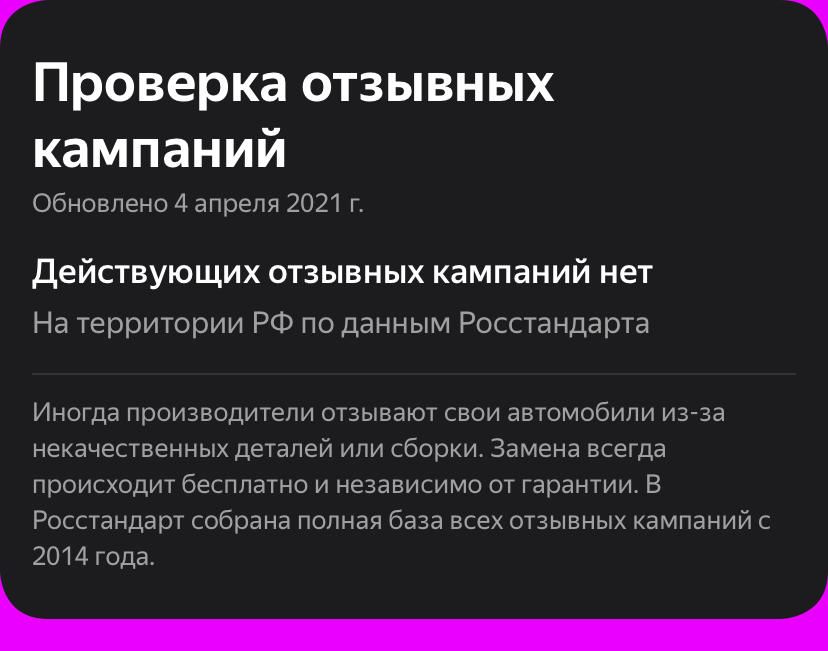 Проверка отзывных
кампаний
Обновлено 4 апреля 2021 г.
Действующих отзывных кампаний нет
На территории РФ по данным Росстандарта
Иногда производители отзывают свои автомобили из-за
некачественных деталей или сборки. Замена всегда
происходит бесплатно и независимо от гарантии. В
Росстандарт собрана полная база всех отзывных кампаний с
2014 года.